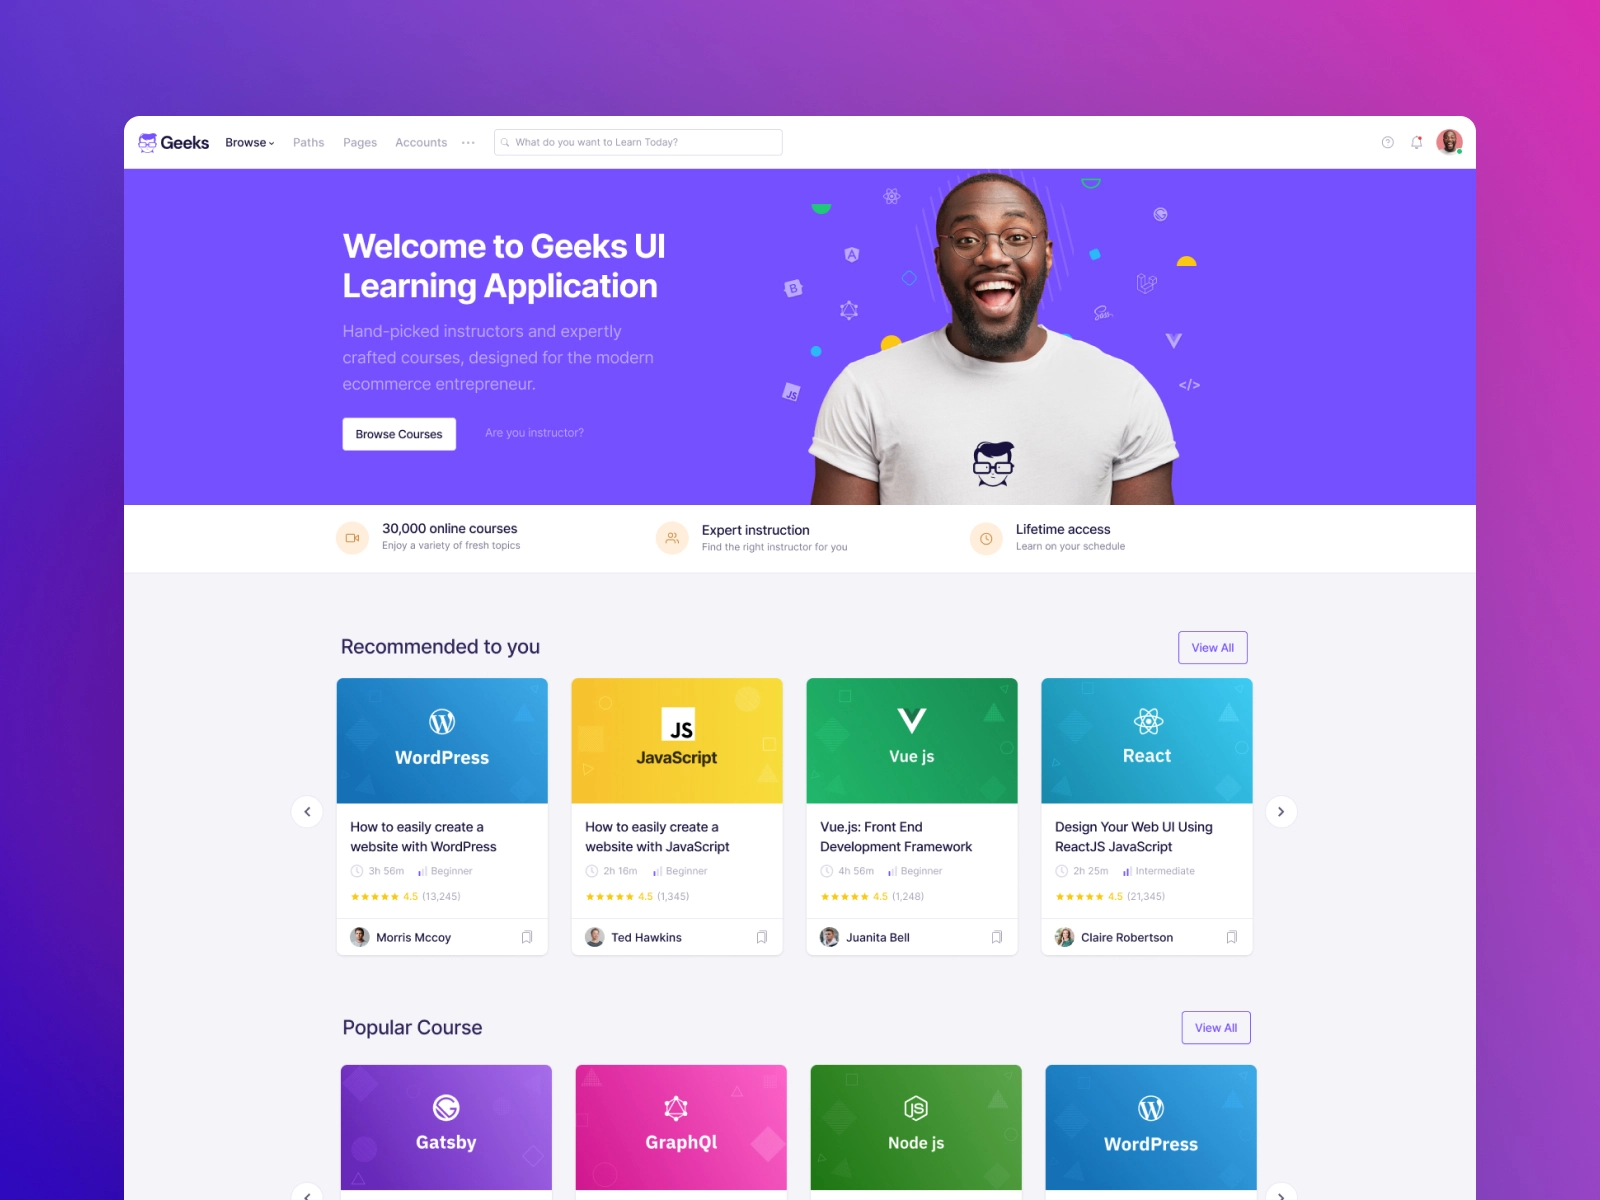 Geeks Browse Paths Pages Accounts What do you want to Learn Today?
Welcome to Geeks UI
Learning Application
Hand-picked instructors and expertly
crafted courses, designed for the modern
ecommerce entrepreneur.
Browse Courses Are you instructor?
A
B
JS
Sass
</>
30,000 online courses
Enjoy a variety of fresh topics
Expert instruction
Find the right instructor for you
Lifetime access
Learn on your schedule
Recommended to you
View All
WordPress
How to easily create a
website with WordPress
3h 56m Beginner
4.5 (13,245)
Morris Mccoy
JS
JavaScript
How to easily create a
website with JavaScript
2h 16m Beginner
4.5 (1,345)
Ted Hawkins
Vue js
Vue.js: Front End
Development Framework
4h 56m Beginner
4.5 (1,248)
Juanita Bell
React
Design Your Web UI Using
ReactJS JavaScript
2h 25m Intermediate
4.5 (21,345)
Claire Robertson
Popular Course
View All
Gatsby
GraphQl
JS
Node js
WordPress